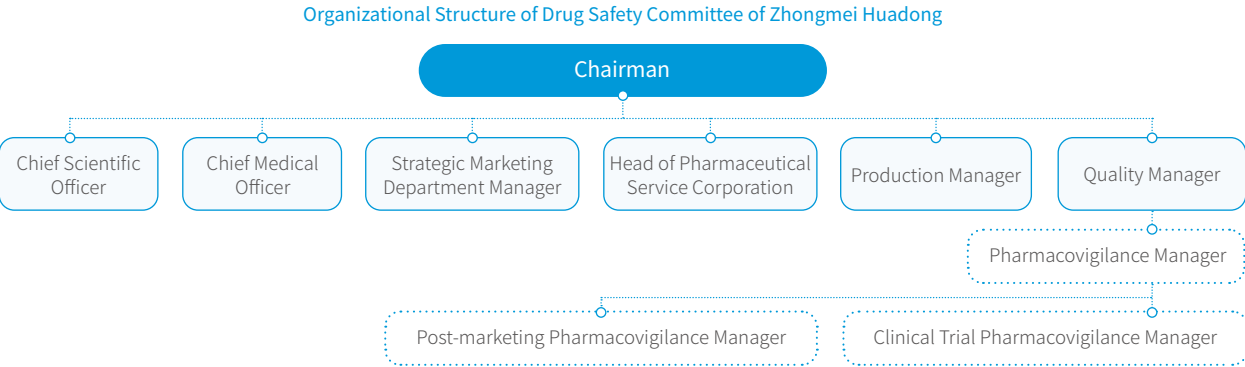 Organizational Structure of Drug Safety Committee of Zhongmei Huadong
Chairman
Chief Scientific
Officer
Chief Medical
Officer
Strategic Marketing
Department Manager
Head of Pharmaceutical
Service Corporation
Production Manager
Quality Manager
Pharmacovigilance Manager
Post-marketing Pharmacovigilance Manager
Clinical Trial Pharmacovigilance Manager